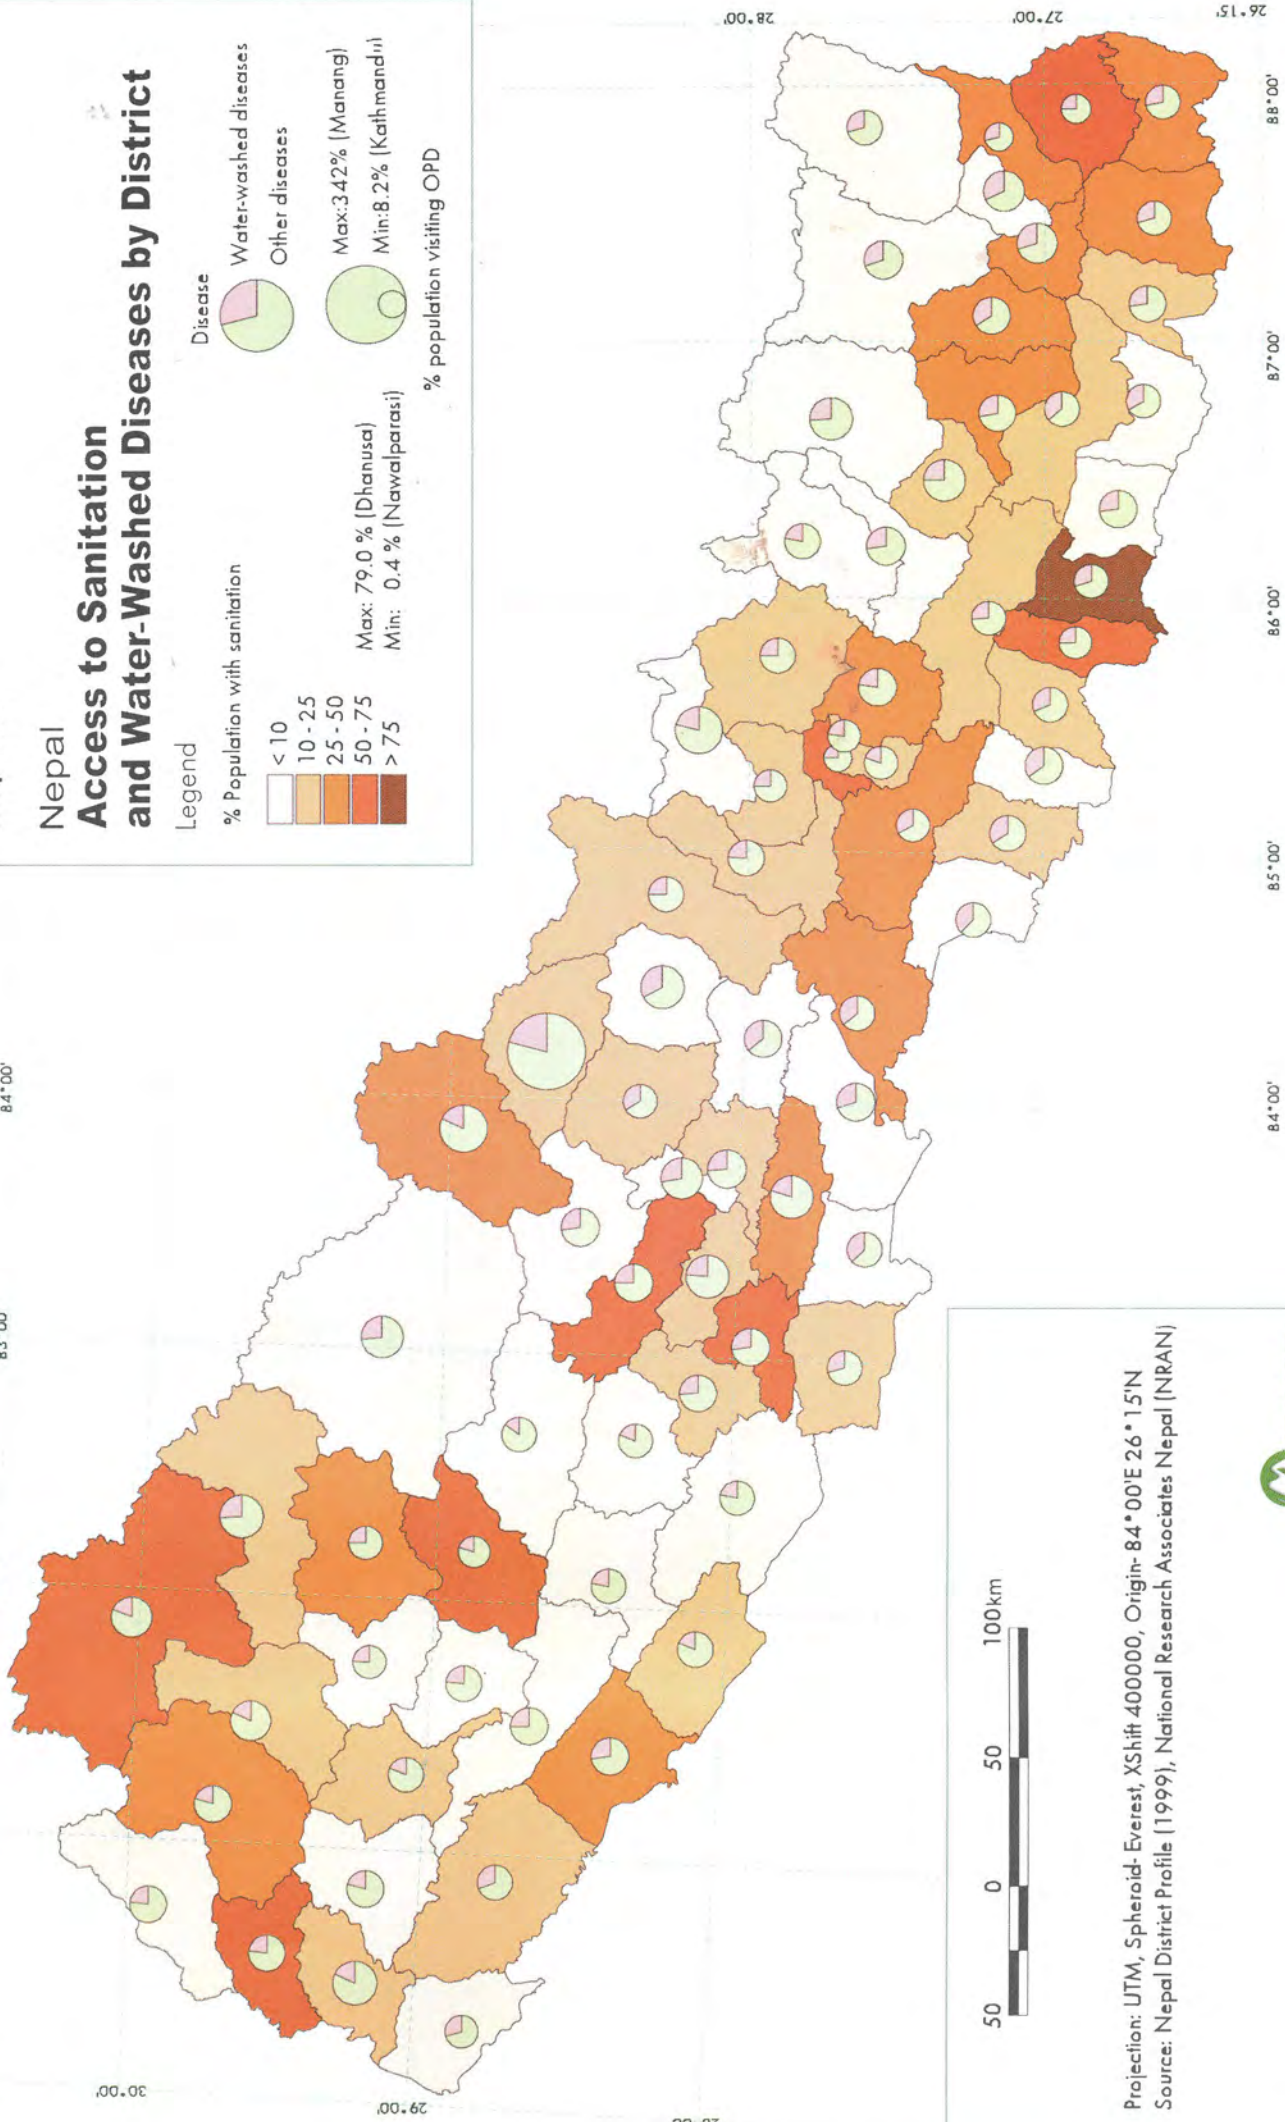 Nepal
Access to Sanitation
and Water-Washed Diseases by District
Legend
% Population with sanitation
< 10
10 - 25
25 - 50
50 - 75
> 75
Max: 79.0 % (Dhanusa)
Min: 0.4 % (Nawalparasi)
Disease
Water-washed diseases
Other diseases
Max:342% (Manang)
Min:8.2% (Kathmandu)
% population visiting OPD
83°00'
84°00'
30°00'
29°00'
28°00'
27°00'
26°15'
84°00'
85°00'
86°00'
87°00'
88°00'
50 0 50 100km
Projection: UTM, Spheroid- Everest, XShift 400000, Origin- 84°00'E 26°15'N
Source: Nepal District Profile (1999), National Research Associates Nepal (NRAN)